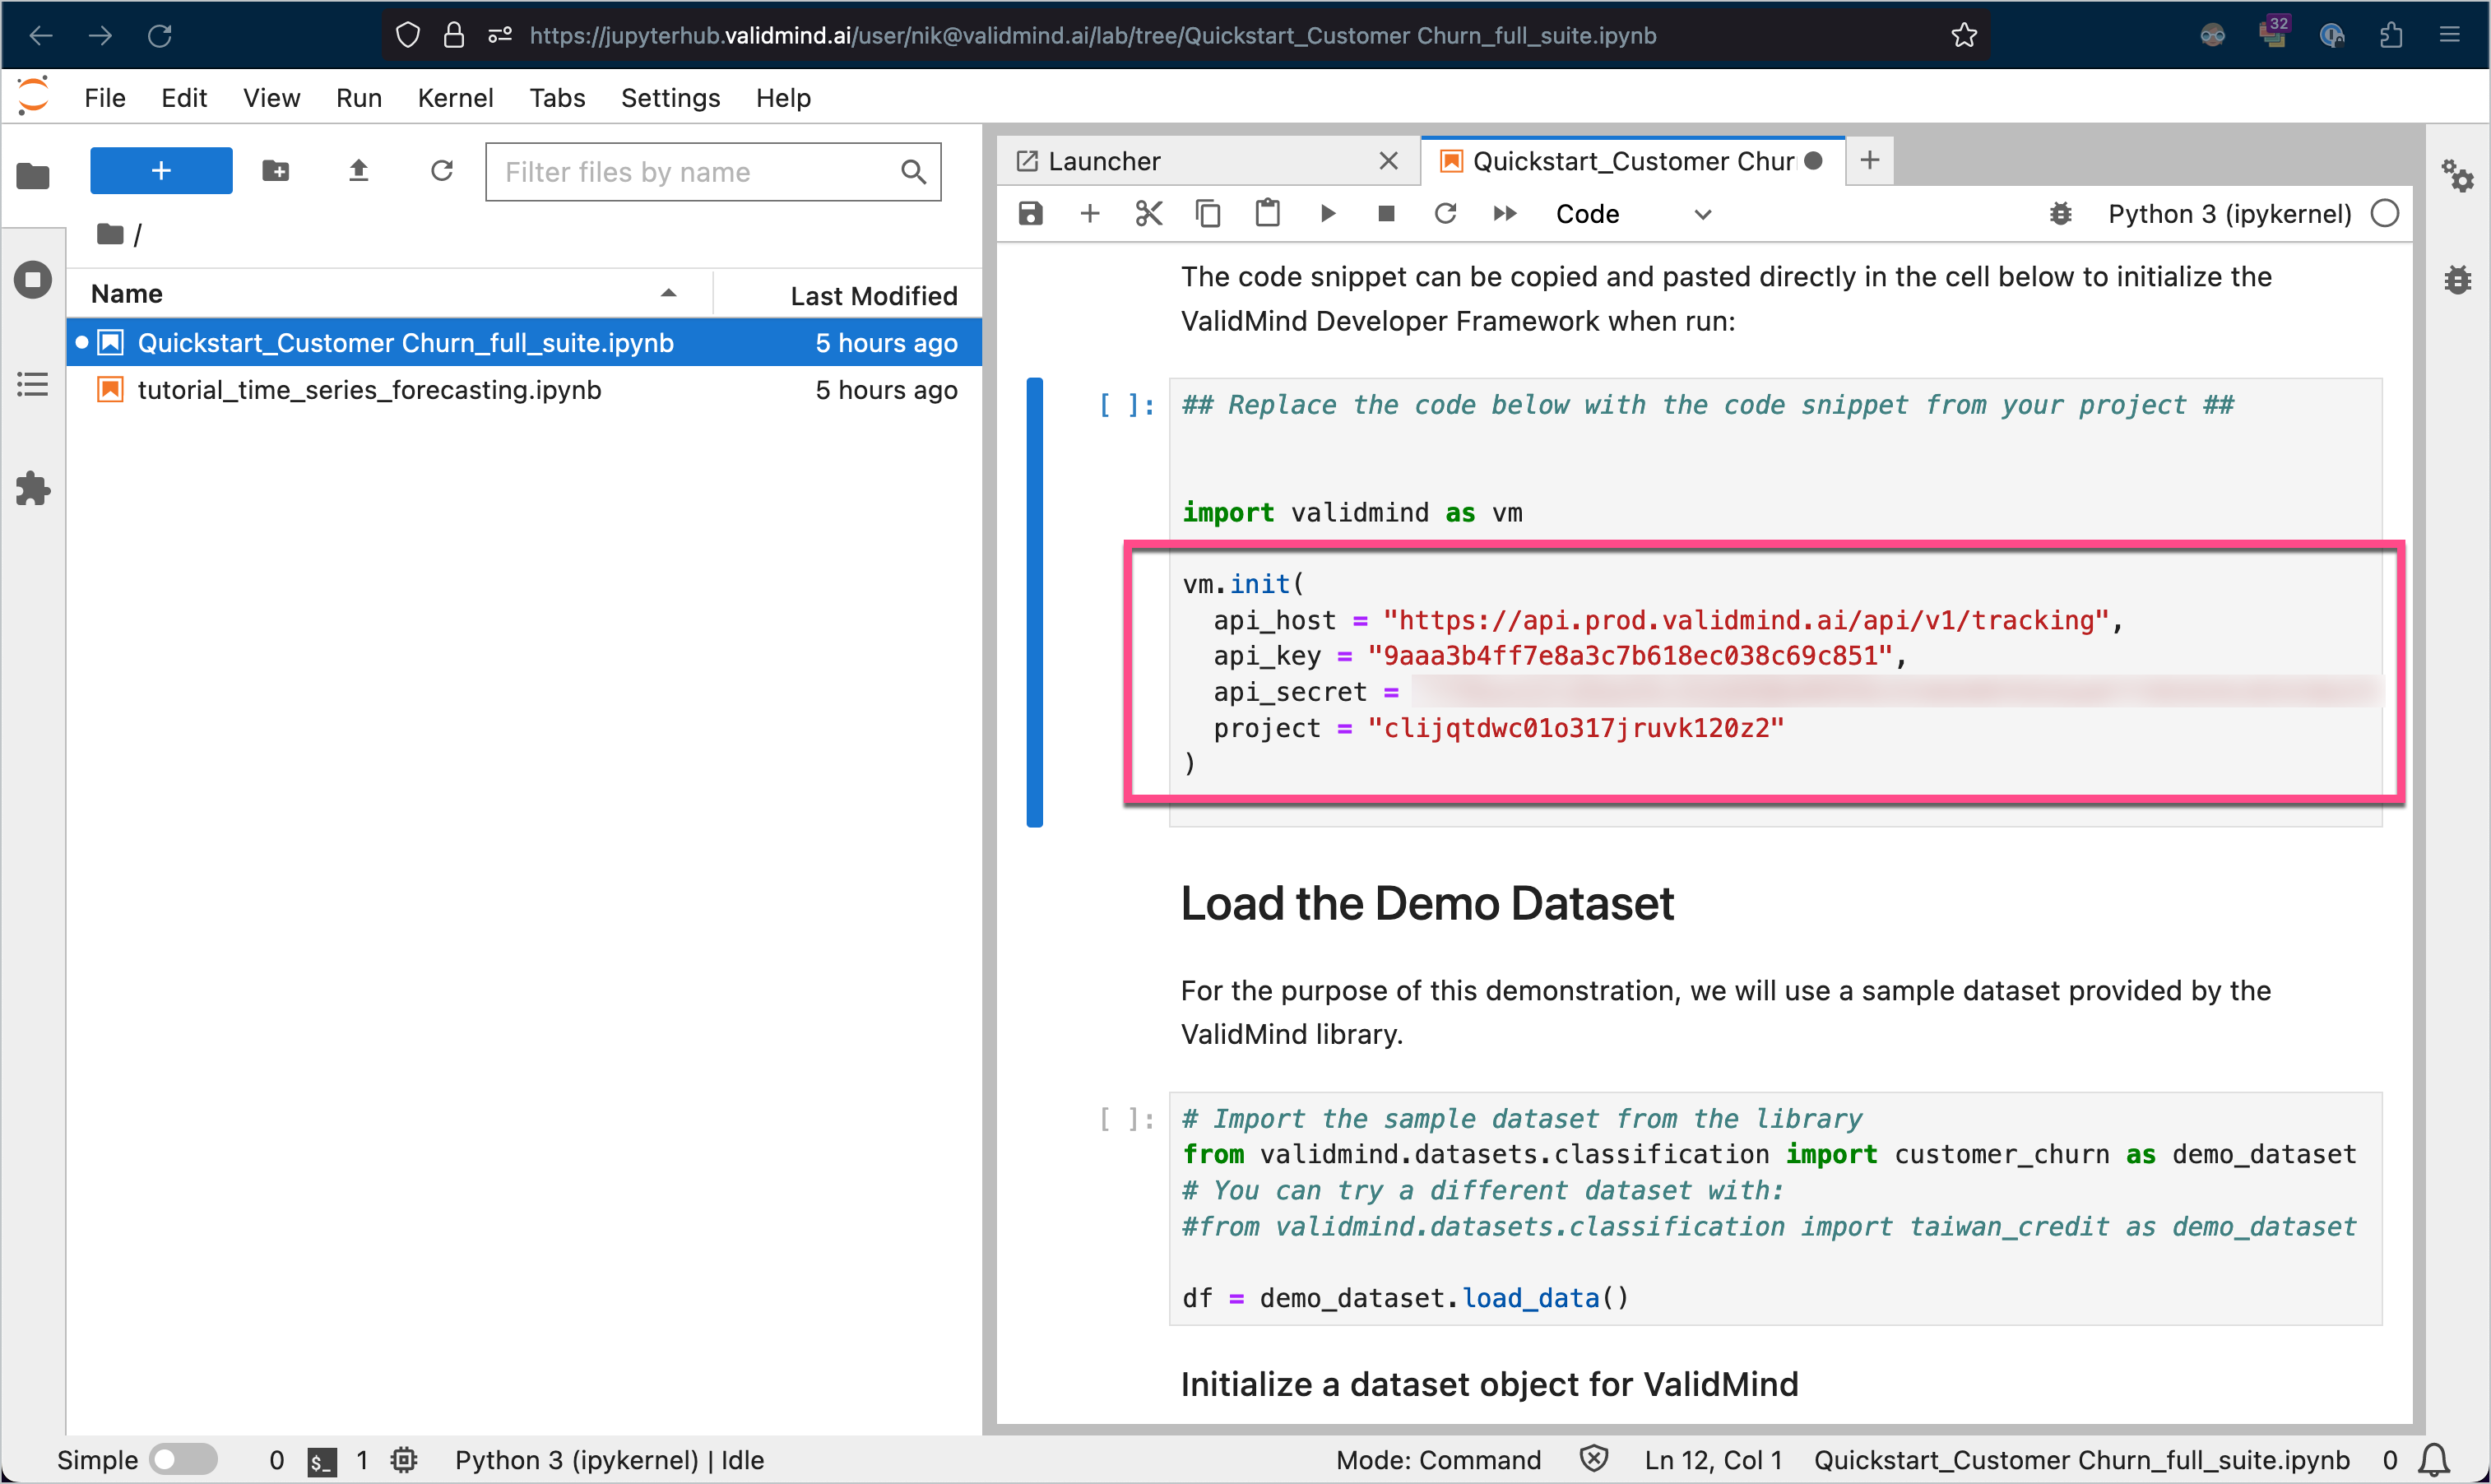 https://jupyterhub.validmind.ai/user/nik@validmind.ai/lab/tree/Quickstart_Customer Churn_full_suite.ipynb
32
File Edit View Run Kernel Tabs Settings Help
+
Filter files by name
/
Name Last Modified
Quickstart_Customer Churn_full_suite.ipynb 5 hours ago
tutorial_time_series_forecasting.ipynb 5 hours ago
Launcher
Quickstart_Customer Chur
Code
Python 3 (ipykernel)
The code snippet can be copied and pasted directly in the cell below to initialize the
ValidMind Developer Framework when run:
[ ]: ## Replace the code below with the code snippet from your project ##
import validmind as vm
vm.init(
api_host = "https://api.prod.validmind.ai/api/v1/tracking",
api_key = "9aaa3b4ff7e8a3c7b618ec038c69c851",
api_secret =
project = "clijqtdwc01o317jruvk120z2"
)
Load the Demo Dataset
For the purpose of this demonstration, we will use a sample dataset provided by the
ValidMind library.
[ ]: # Import the sample dataset from the library
from validmind.datasets.classification import customer_churn as demo_dataset
# You can try a different dataset with:
#from validmind.datasets.classification import taiwan_credit as demo_dataset
df = demo_dataset.load_data()
Initialize a dataset object for ValidMind
Simple 0 $_ 1 Python 3 (ipykernel) | Idle Mode: Command Ln 12, Col 1 Quickstart_Customer Churn_full_suite.ipynb 0